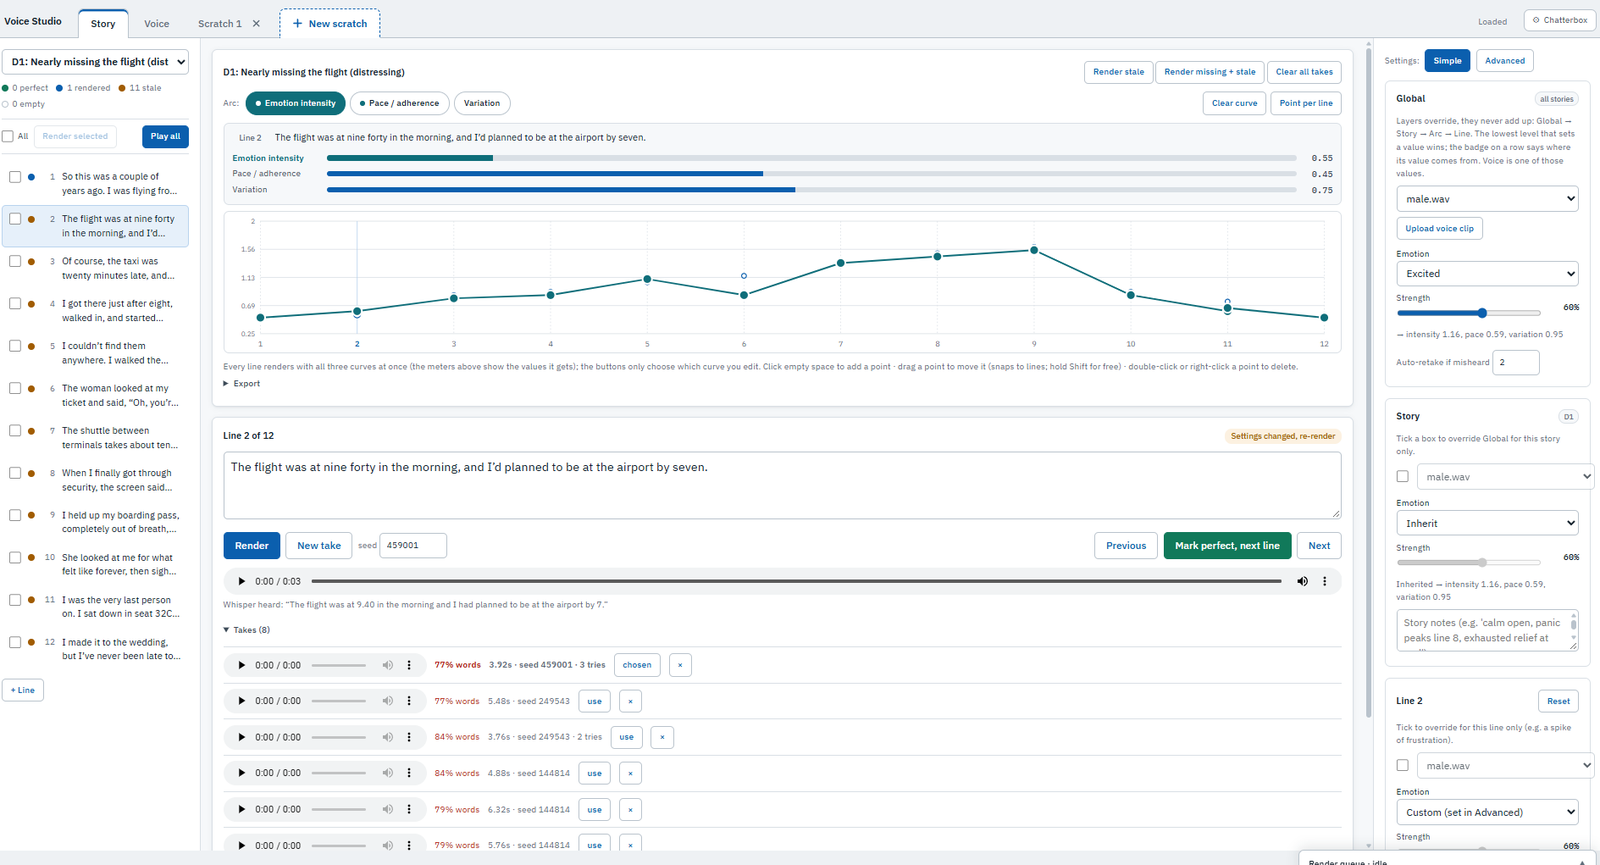 Voice Studio
Story
Voice
Scratch 1 ×
+ New scratch
Loaded
Chatterbox
D1: Nearly missing the flight (dist
0 perfect 1 rendered 11 stale
0 empty
All
Render selected
Play all
1 So this was a couple of
years ago. I was flying fro...
2 The flight was at nine forty
in the morning, and I'd...
3 Of course, the taxi was
twenty minutes late, and...
4 I got there just after eight,
walked in, and started...
5 I couldn't find them
anywhere. I walked the...
6 The woman looked at my
ticket and said, “Oh, you'r...
7 The shuttle between
terminals takes about ten...
8 When I finally got through
security, the screen said...
9 I held up my boarding pass,
completely out of breath,...
10 She looked at me for what
felt like forever, then sigh...
11 I was the very last person
on. I sat down in seat 32C...
12 I made it to the wedding,
but I've never been late to...
+ Line
D1: Nearly missing the flight (distressing)
Render stale
Render missing + stale
Clear all takes
Arc:
Emotion intensity
Pace / adherence
Variation
Clear curve
Point per line
Line 2 The flight was at nine forty in the morning, and I'd planned to be at the airport by seven.
Emotion intensity 0.55
Pace / adherence 0.45
Variation 0.75
2
1.56
1.13
0.69
0.25
1 2 3 4 5 6 7 8 9 10 11 12
Every line renders with all three curves at once (the meters above show the values it gets); the buttons only choose which curve you edit. Click empty space to add a point · drag a point to move it (snaps to lines; hold Shift for free) · double-click or right-click a point to delete.
Export
Line 2 of 12
Settings changed, re-render
The flight was at nine forty in the morning, and I'd planned to be at the airport by seven.
Render
New take
seed 459001
Previous
Mark perfect, next line
Next
0:00 / 0:03
Whisper heard: “The flight was at 9.40 in the morning and I had planned to be at the airport by 7.”
Takes (8)
0:00 / 0:00 77% words 3.92s · seed 459001 · 3 tries chosen ×
0:00 / 0:00 77% words 5.48s · seed 249543 use ×
0:00 / 0:00 84% words 3.76s · seed 249543 · 2 tries use ×
0:00 / 0:00 84% words 4.88s · seed 144814 use ×
0:00 / 0:00 79% words 6.32s · seed 144814 use ×
0:00 / 0:00 79% words 5.76s · seed 144814 use ×
Settings:
Simple
Advanced
Global
all stories
Layers override, they never add up: Global →
Story → Arc → Line. The lowest level that sets
a value wins; the badge on a row says where
its value comes from. Voice is one of those
values.
male.wav
Upload voice clip
Emotion
Excited
Strength
60%
— intensity 1.16, pace 0.59, variation 0.95
Auto-retake if misheard 2
Story
D1
Tick a box to override Global for this story
only.
male.wav
Emotion
Inherit
Strength
60%
Inherited — intensity 1.16, pace 0.59,
variation 0.95
Story notes (e.g. 'calm open, panic
peaks line 8, exhausted relief at
Line 2
Reset
Tick to override for this line only (e.g. a spike
of frustration).
male.wav
Emotion
Custom (set in Advanced)
Strength
60%
Render queue · idle